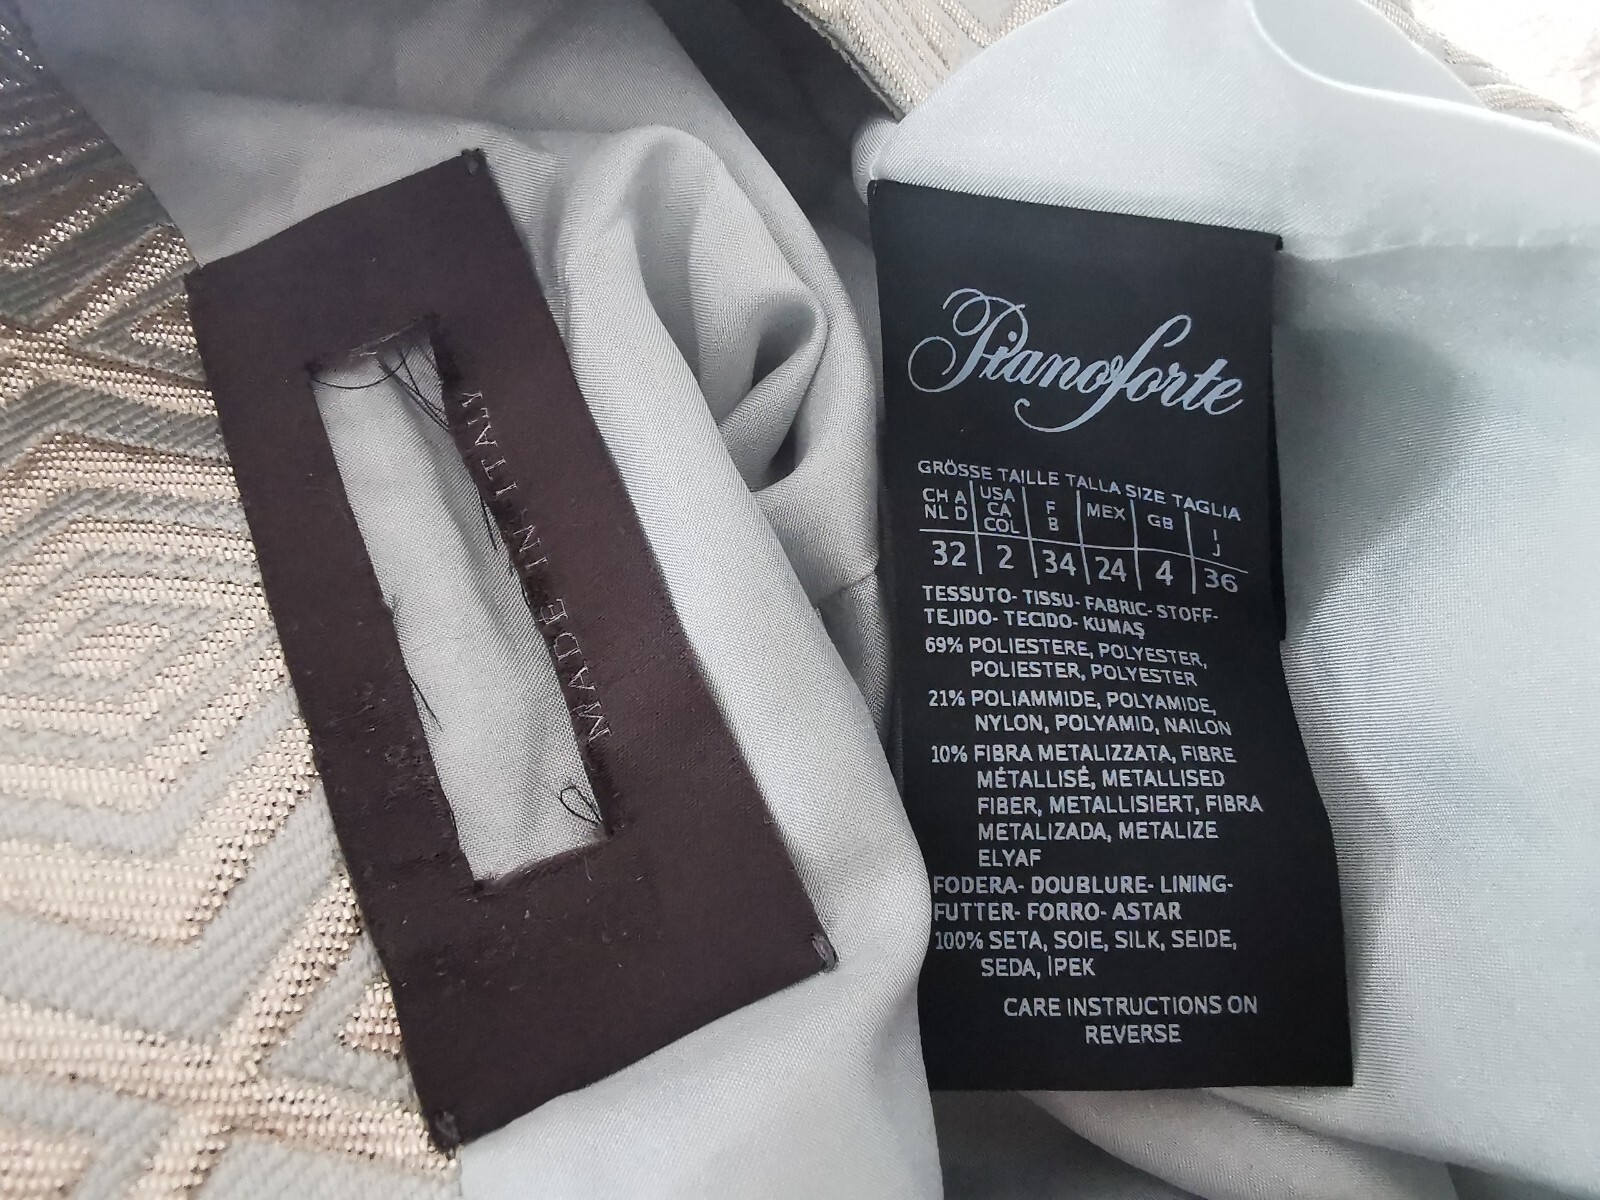 MADE IN ITALY
Pianoforte
GRÖSSE TAILLE TALLA SIZE TAGLIA
CH A NL D | USA CA COL | F B | MEX | GB | I J
32 | 2 | 34 | 24 | 4 | 36
TESSUTO- TISSU- FABRIC- STOFF-
TEJIDO- TECIDO- KUMAŞ
69% POLIESTERE, POLYESTER,
POLIESTER, POLYESTER
21% POLIAMMIDE, POLYAMIDE,
NYLON, POLYAMID, NAILON
10% FIBRA METALIZZATA, FIBRE
MÉTALLISÉ, METALLISED
FIBER, METALLISIERT, FIBRA
METALIZADA, METALIZE
ELYAF
FODERA- DOUBLURE- LINING-
FUTTER- FORRO- ASTAR
100% SETA, SOIE, SILK, SEIDE,
SEDA, İPEK
CARE INSTRUCTIONS ON
REVERSE